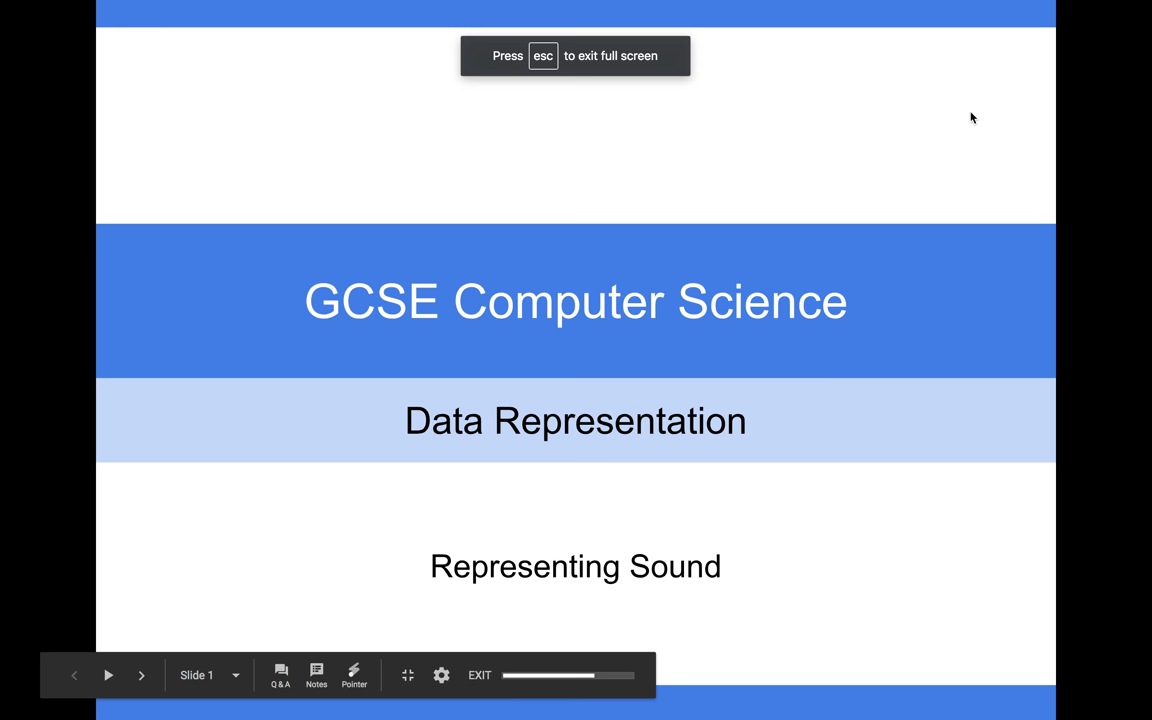 Press esc to exit full screen
GCSE Computer Science
Data Representation
Representing Sound
Slide 1 Q & A Notes Pointer EXIT